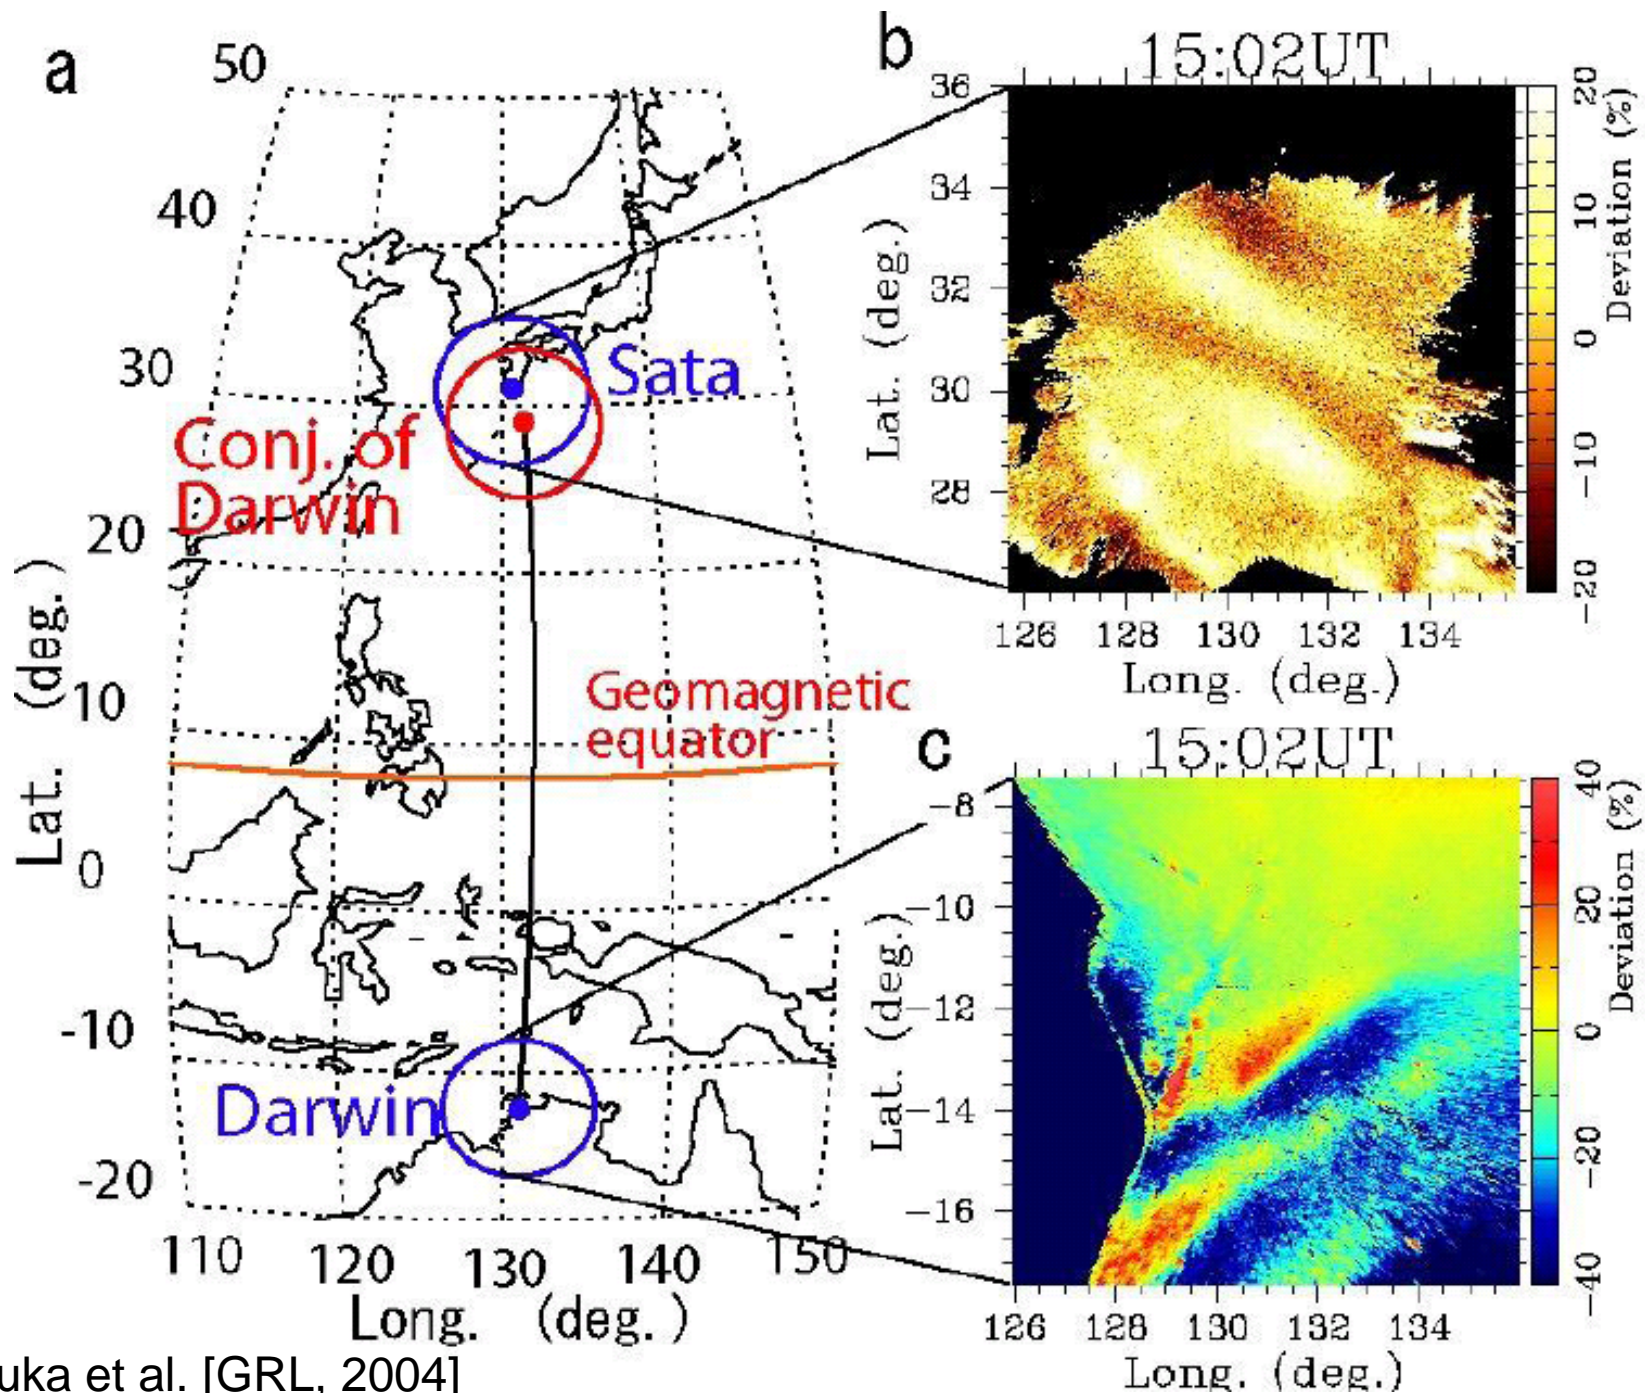 a
50
40
30
20
10
0
-10
-20
Lat. (deg.)
110 120 130 140 150
Long. (deg.)
Sata
Conj. of
Darwin
Geomagnetic
equator
Darwin
b
15:02UT
36
34
32
30
28
Lat. (deg.)
126 128 130 132 134
Long. (deg.)
20
10
0
-10
-20
Deviation (%)
c
15:02UT
-8
-10
-12
-14
-16
Lat. (deg.)
126 128 130 132 134
Long. (deg.)
40
20
0
-20
-40
Deviation (%)
uka et al. [GRL, 2004]